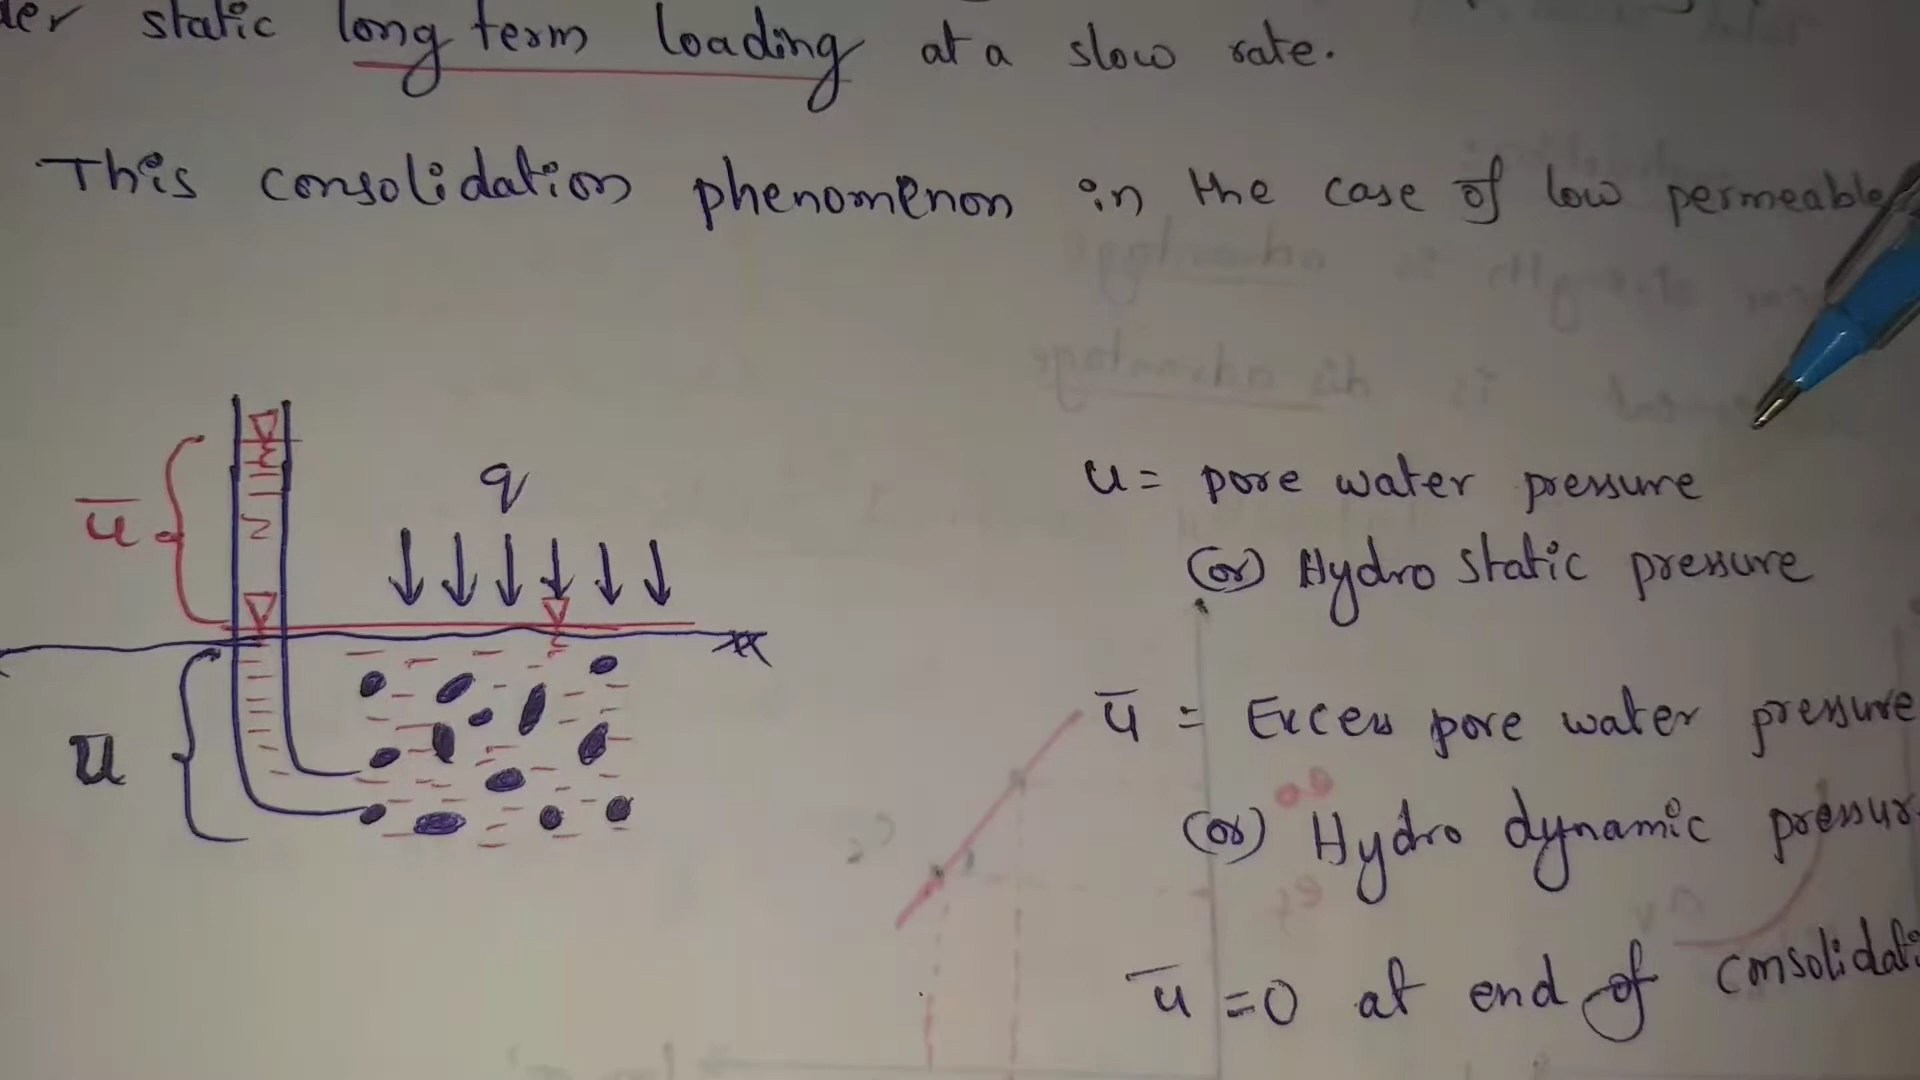 static long term loading at a slow rate.
This consolidation phenomenon in the case of low permeable
q
ū
u
u = pore water pressure
(or) Hydro static pressure
ū = Excess pore water pressure
(or) Hydro dynamic pressur
ū = 0 at end of consolidati